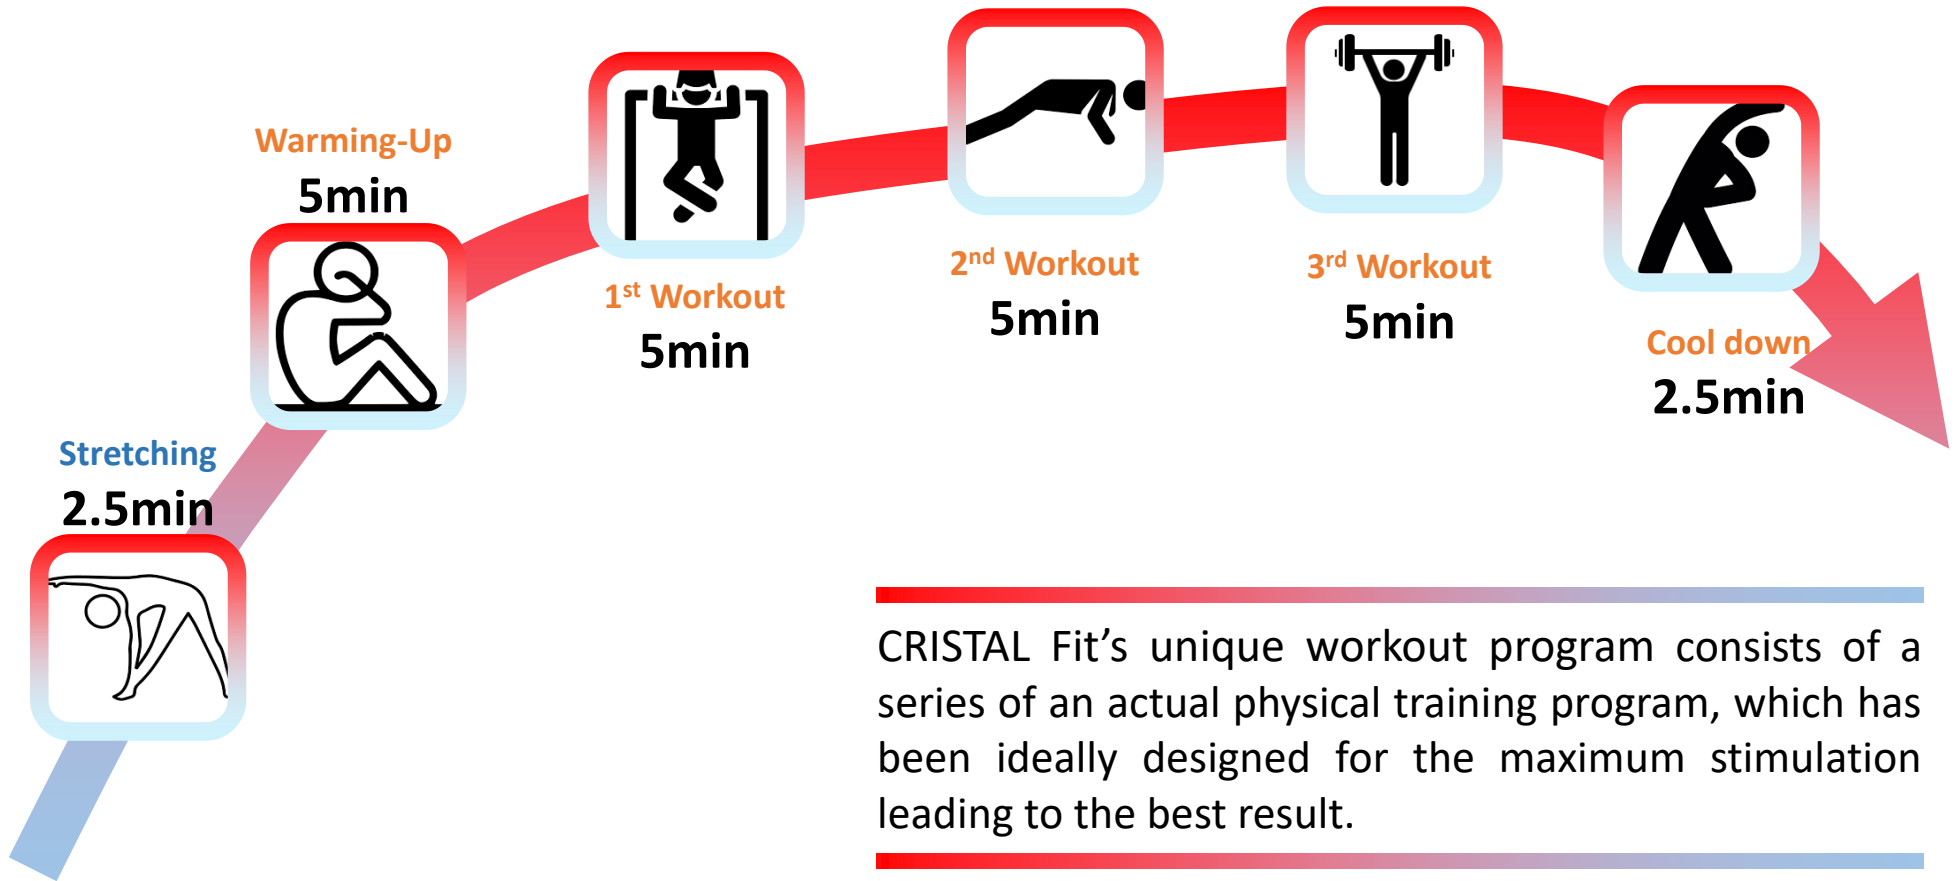 Warming-Up
5min
1st Workout
5min
2nd Workout
5min
3rd Workout
5min
Cool down
2.5min
Stretching
2.5min
CRISTAL Fit’s unique workout program consists of a
series of an actual physical training program, which has
been ideally designed for the maximum stimulation
leading to the best result.